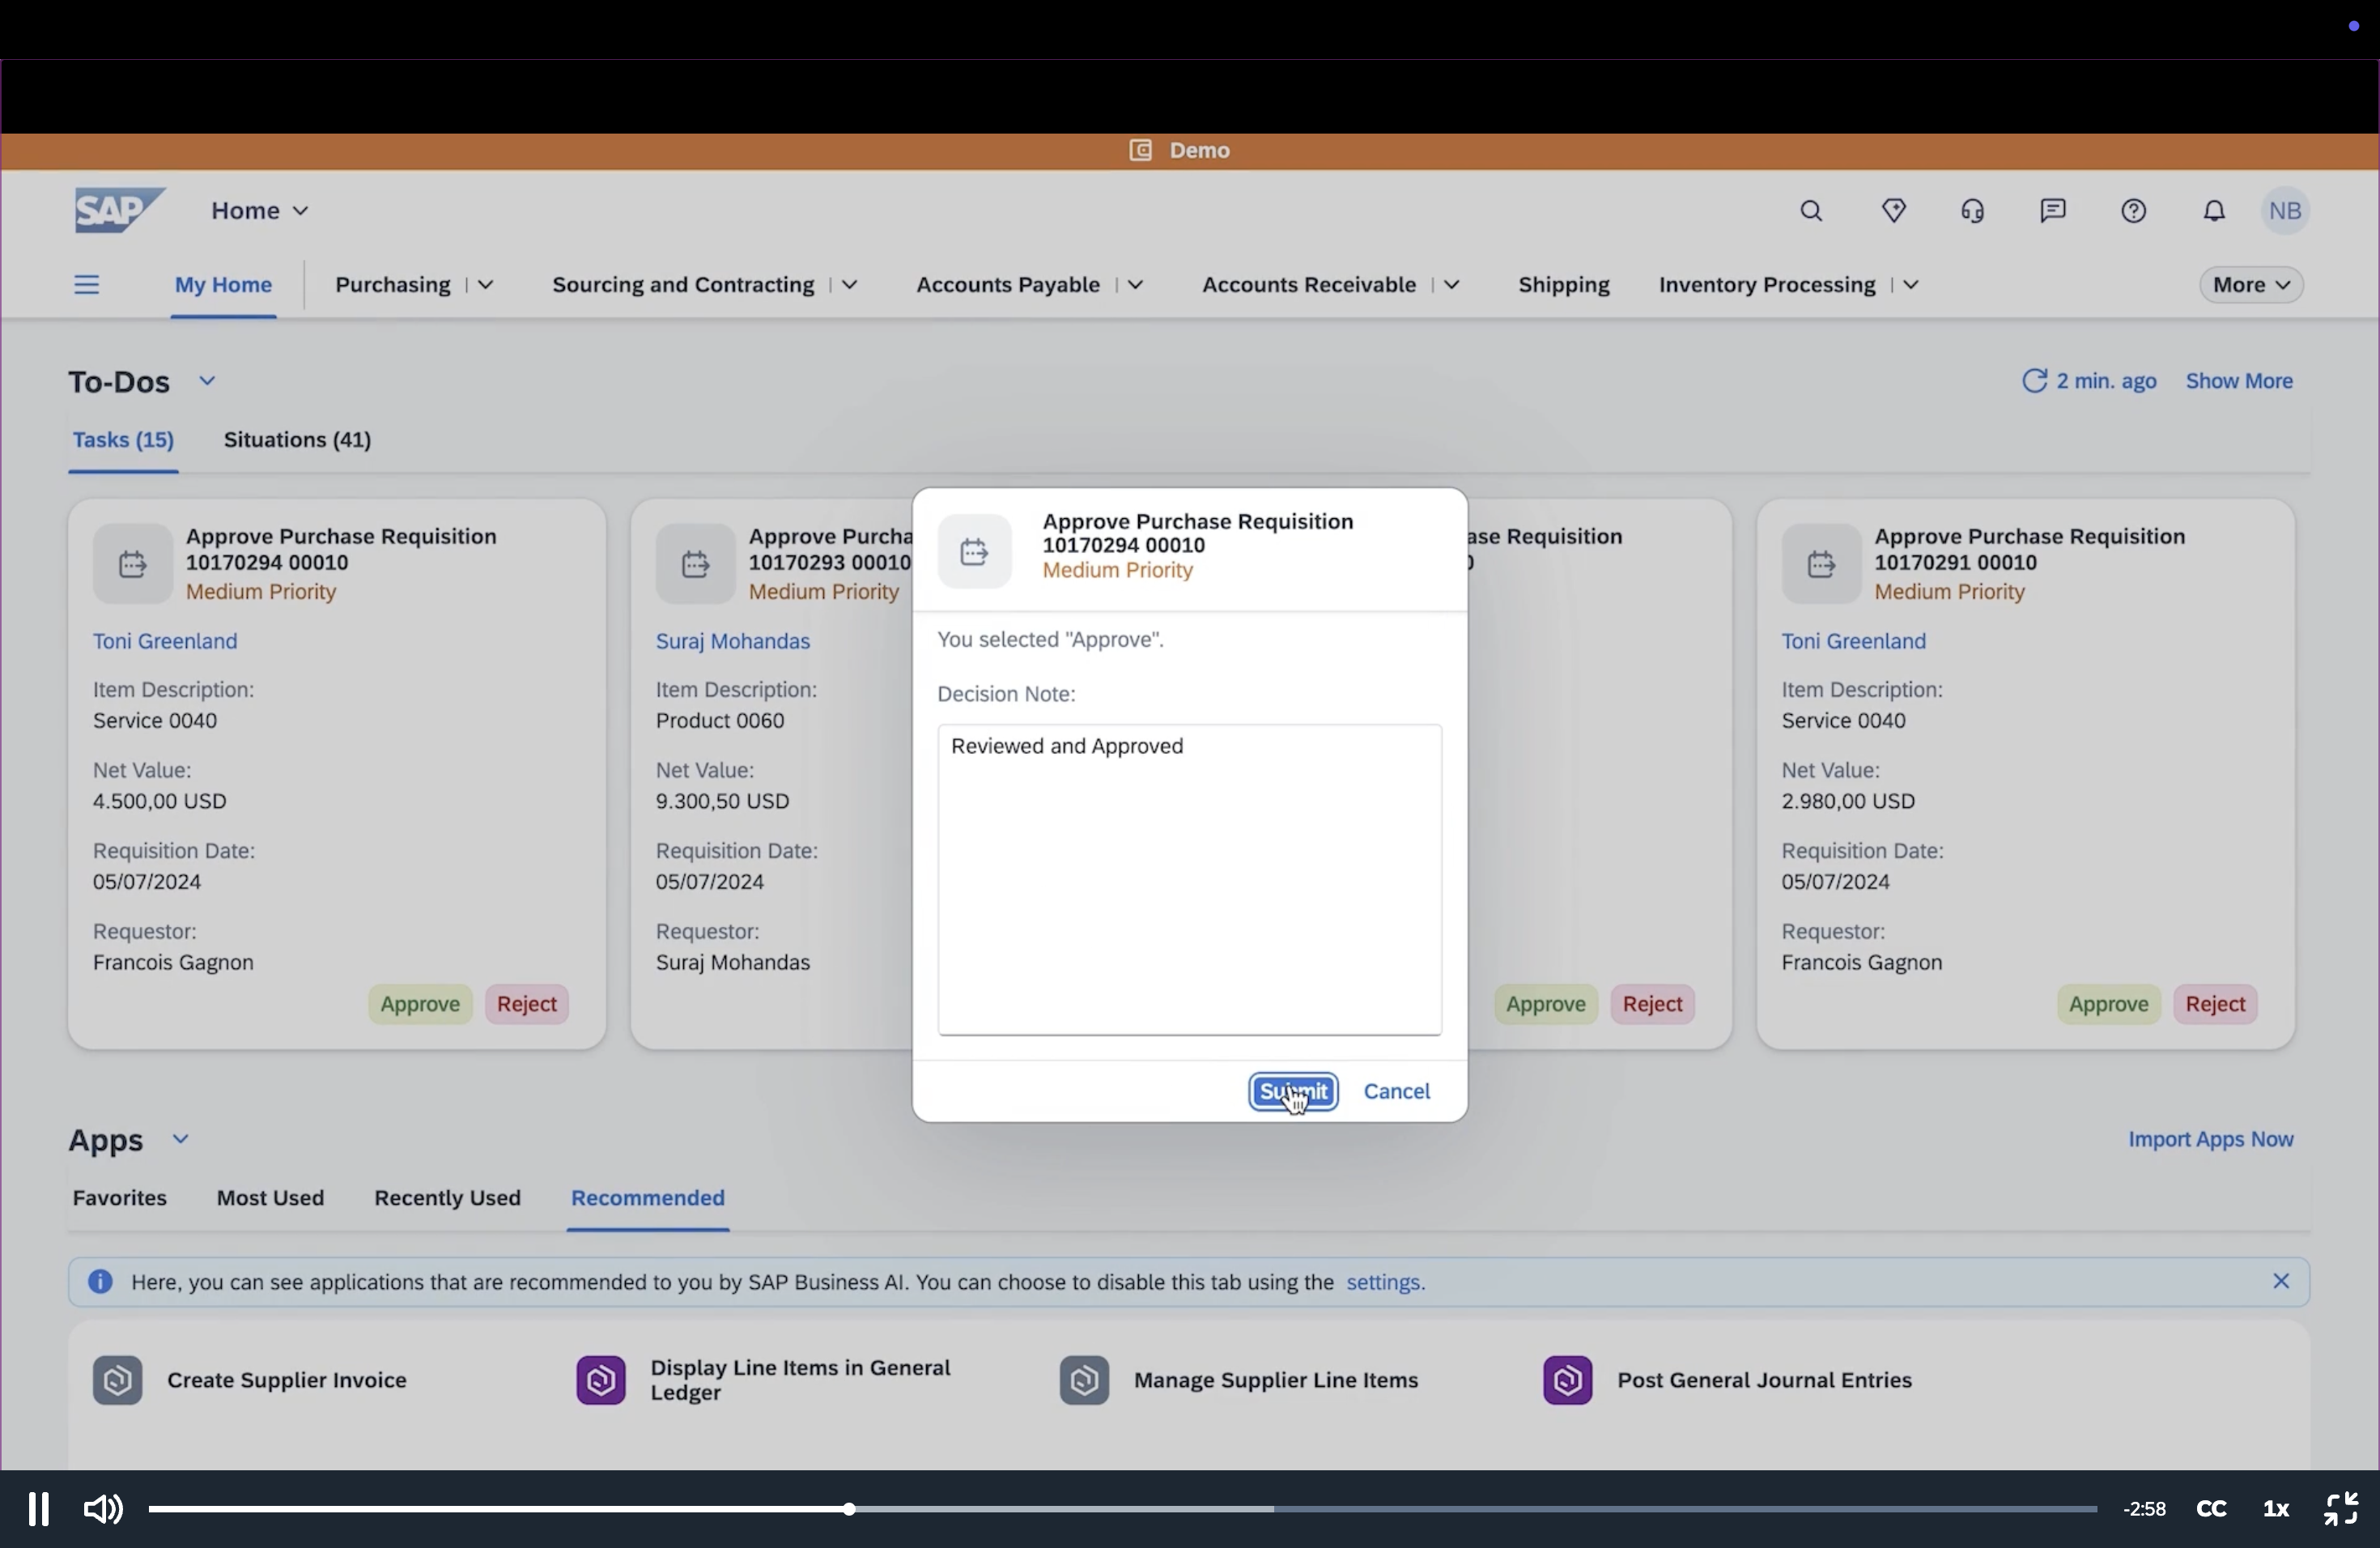 Demo
SAP
Home
NB
My Home
Purchasing
Sourcing and Contracting
Accounts Payable
Accounts Receivable
Shipping
Inventory Processing
More
To-Dos
2 min. ago
Show More
Tasks (15)
Situations (41)
Approve Purchase Requisition
10170294 00010
Medium Priority
Toni Greenland
Item Description:
Service 0040
Net Value:
4.500,00 USD
Requisition Date:
05/07/2024
Requestor:
Francois Gagnon
Approve
Reject
Approve Purcha
10170293 00010
Medium Priority
Suraj Mohandas
Item Description:
Product 0060
Net Value:
9.300,50 USD
Requisition Date:
05/07/2024
Requestor:
Suraj Mohandas
Approve Purchase Requisition
10170294 00010
Medium Priority
You selected "Approve".
Decision Note:
Reviewed and Approved
Submit
Cancel
ase Requisition
Approve
Reject
Approve Purchase Requisition
10170291 00010
Medium Priority
Toni Greenland
Item Description:
Service 0040
Net Value:
2.980,00 USD
Requisition Date:
05/07/2024
Requestor:
Francois Gagnon
Approve
Reject
Apps
Import Apps Now
Favorites
Most Used
Recently Used
Recommended
Here, you can see applications that are recommended to you by SAP Business AI. You can choose to disable this tab using the settings.
Create Supplier Invoice
Display Line Items in General
Ledger
Manage Supplier Line Items
Post General Journal Entries
-2:58
CC
1x